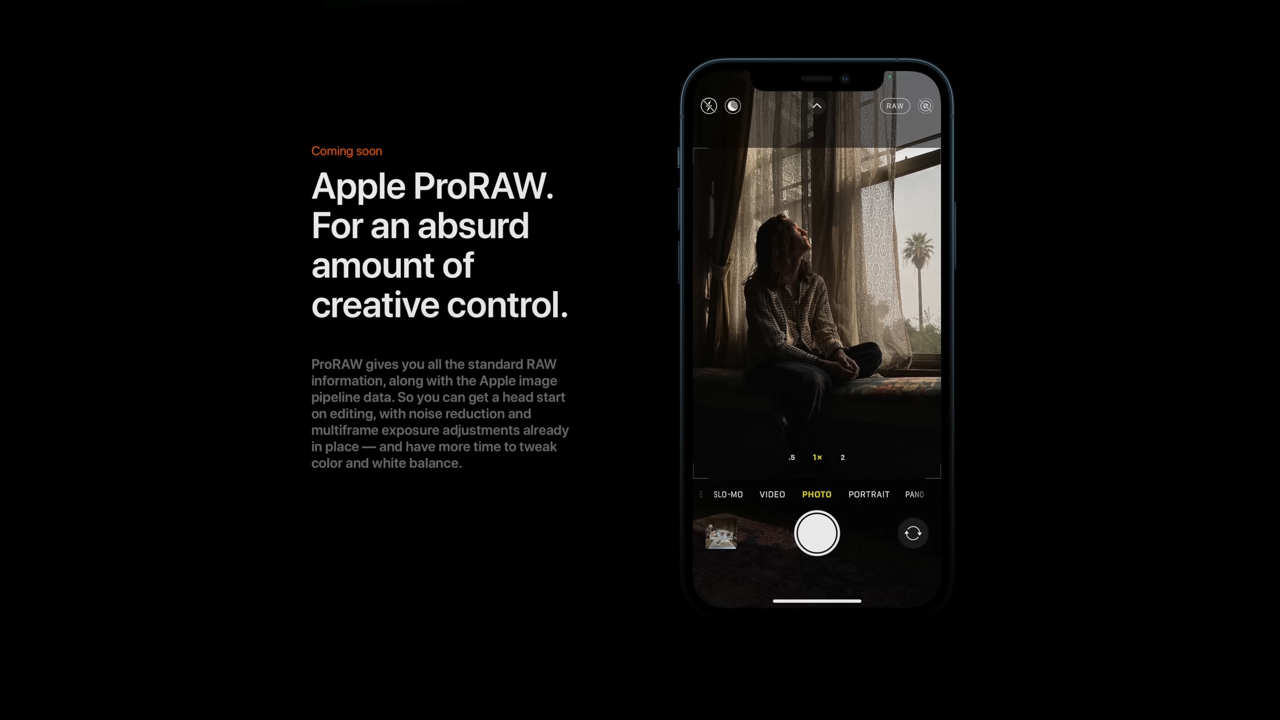 Coming soon
Apple ProRAW.
For an absurd
amount of
creative control.
ProRAW gives you all the standard RAW
information, along with the Apple image
pipeline data. So you can get a head start
on editing, with noise reduction and
multiframe exposure adjustments already
in place — and have more time to tweak
color and white balance.
RAW
.5 1× 2
SLO-MO VIDEO PHOTO PORTRAIT PANO